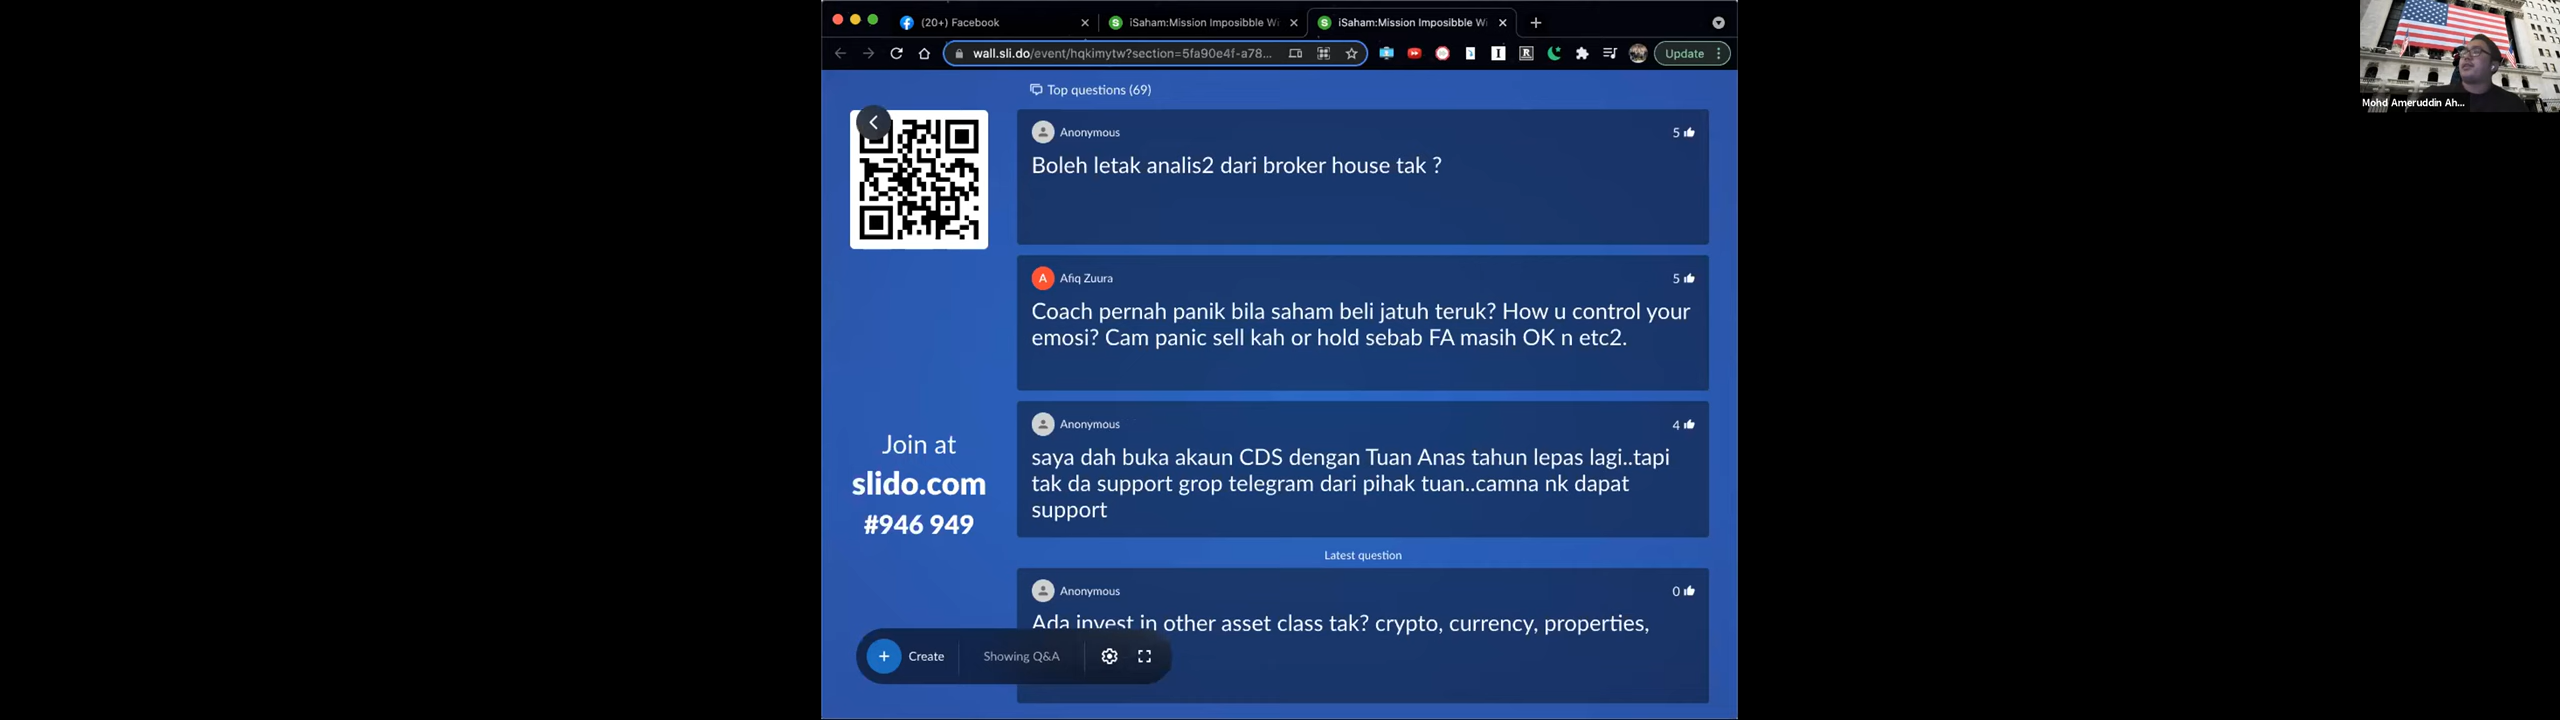 (20+) Facebook
iSaham:Mission Imposibble Wi
iSaham:Mission Imposibble Wi
wall.sli.do/event/hqkimytw?section=5fa90e4f-a78...
Update
Top questions (69)
Anonymous
5
Boleh letak analis2 dari broker house tak ?
A
Afiq Zuura
5
Coach pernah panik bila saham beli jatuh teruk? How u control your
emosi? Cam panic sell kah or hold sebab FA masih OK n etc2.
Anonymous
4
saya dah buka akaun CDS dengan Tuan Anas tahun lepas lagi..tapi
tak da support grop telegram dari pihak tuan..camna nk dapat
support
Join at
slido.com
#946 949
Latest question
Anonymous
0
Ada invest in other asset class tak? crypto, currency, properties,
Create
Showing Q&A
Mohd Ameruddin Ah...